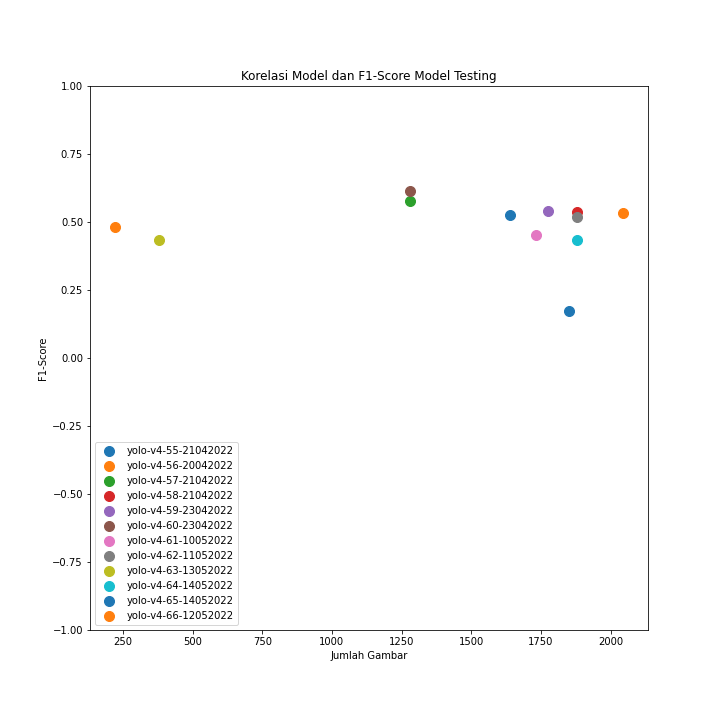 Korelasi Model dan F1-Score Model Testing
1.00
0.75
0.50
0.25
0.00
−0.25
−0.50
−0.75
−1.00
F1-Score
yolo-v4-55-21042022
yolo-v4-56-20042022
yolo-v4-57-21042022
yolo-v4-58-21042022
yolo-v4-59-23042022
yolo-v4-60-23042022
yolo-v4-61-10052022
yolo-v4-62-11052022
yolo-v4-63-13052022
yolo-v4-64-14052022
yolo-v4-65-14052022
yolo-v4-66-12052022
250 500 750 1000 1250 1500 1750 2000
Jumlah Gambar